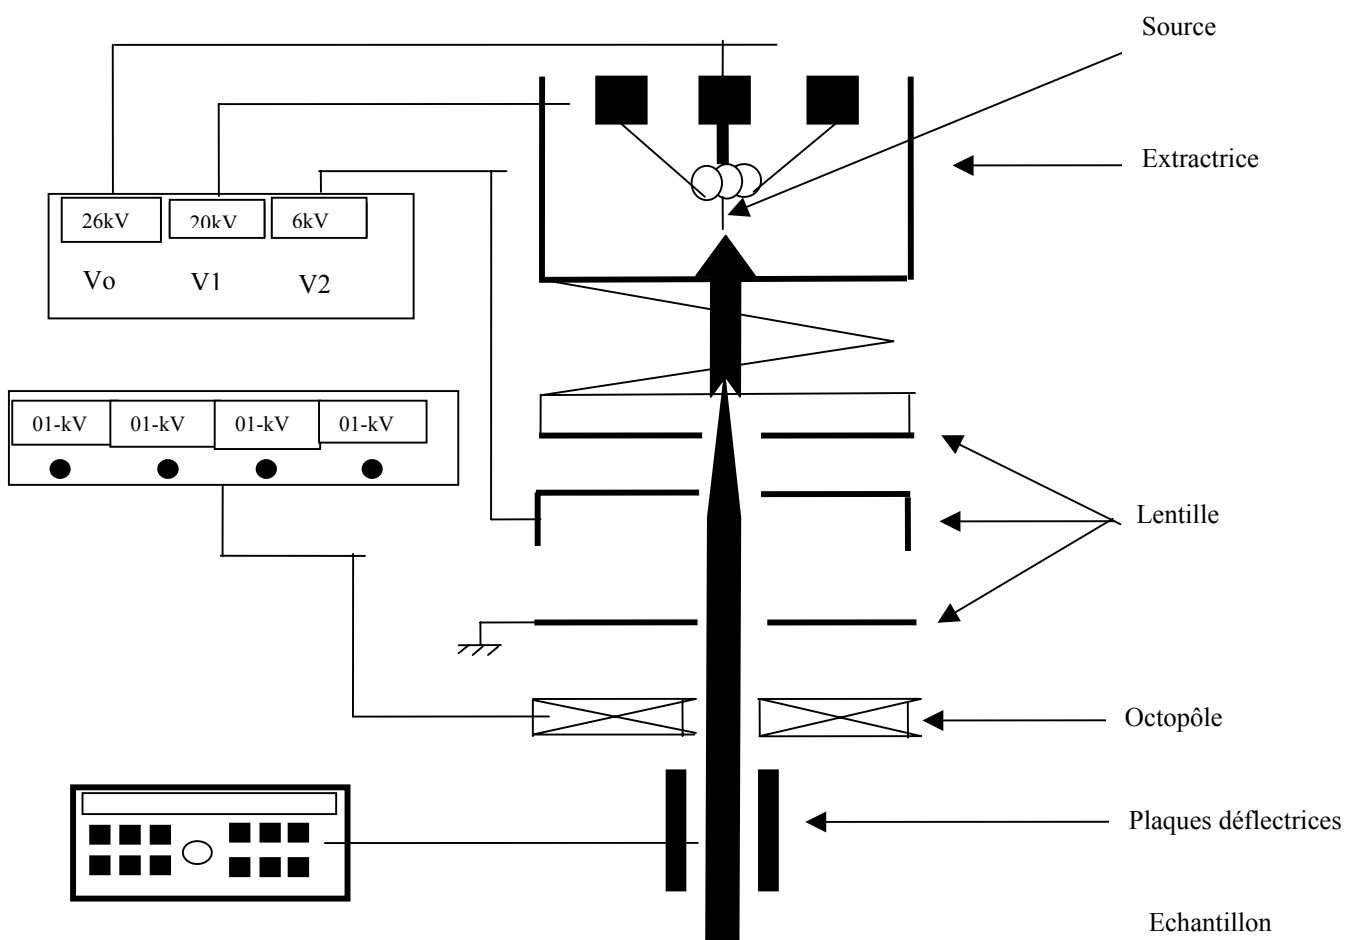 Source
Extractrice
26kV
20kV
6kV
Vo
V1
V2
01-kV
01-kV
01-kV
01-kV
Lentille
Octopôle
Plaques déflectrices
Echantillon